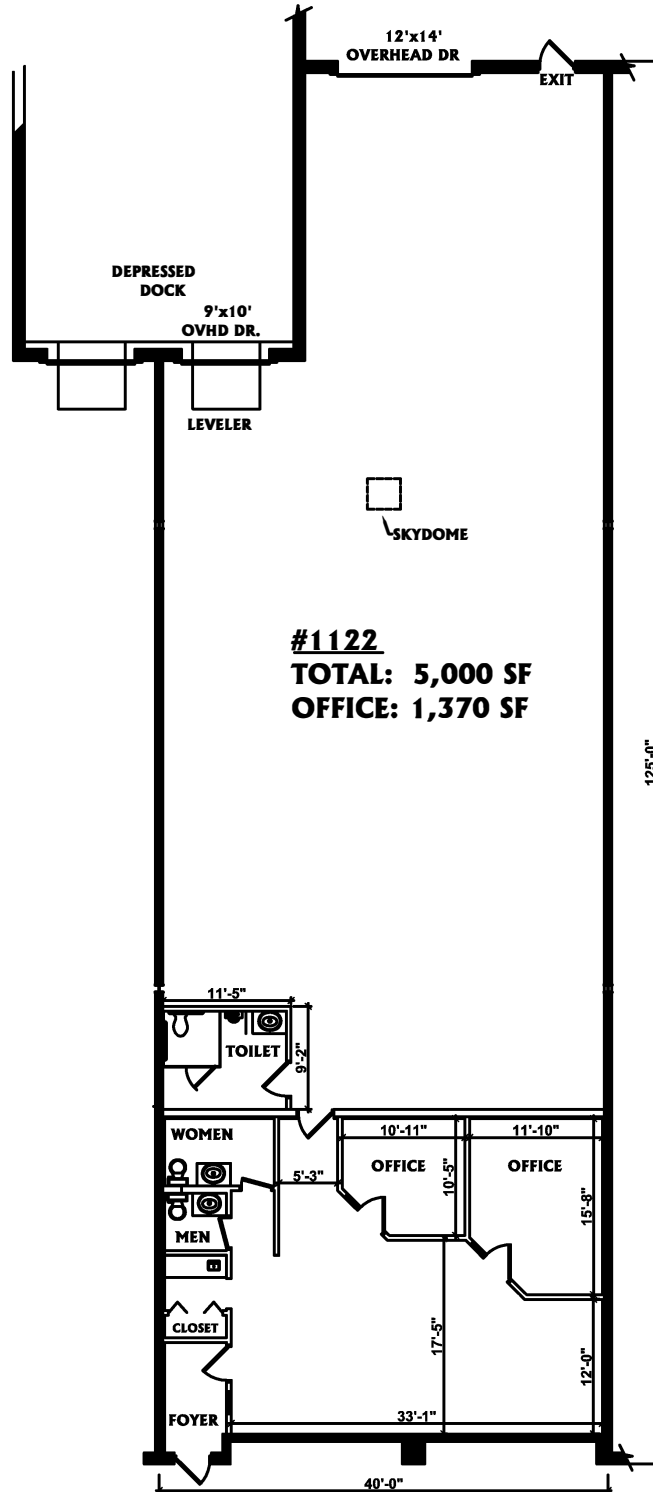 12'x14'
OVERHEAD DR
EXIT
DEPRESSED
DOCK
9'x10'
OVHD DR.
LEVELER
SKYDOME
#1122
TOTAL: 5,000 SF
OFFICE: 1,370 SF
125'-0"
11'-5"
TOILET
9'-2"
WOMEN
10'-11"
11'-10"
5'-3"
OFFICE
OFFICE
10'-5"
15'-8"
MEN
CLOSET
17'-5"
12'-0"
FOYER
33'-1"
40'-0"